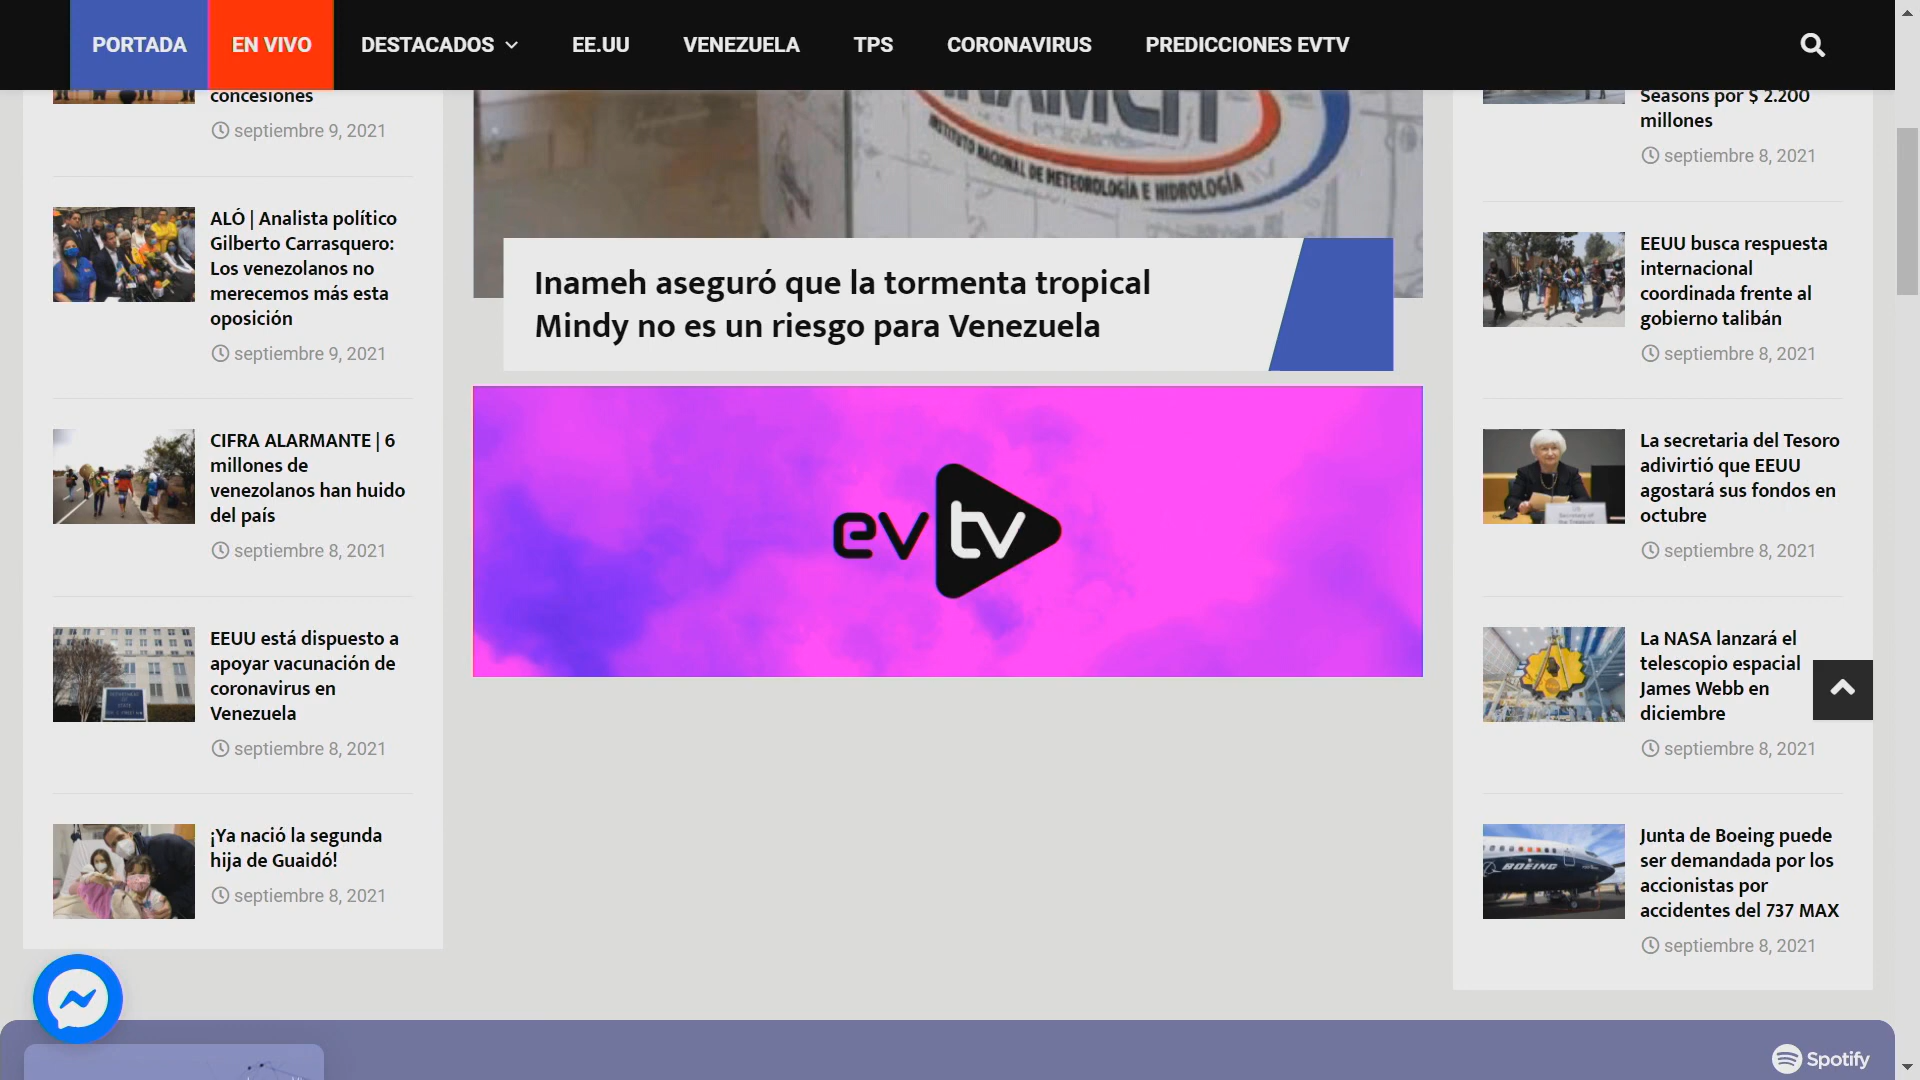 PORTADA
EN VIVO
DESTACADOS
EE.UU
VENEZUELA
TPS
CORONAVIRUS
PREDICCIONES EVTV
concesiones
septiembre 9, 2021
ALÓ | Analista político
Gilberto Carrasquero:
Los venezolanos no
merecemos más esta
oposición
septiembre 9, 2021
CIFRA ALARMANTE | 6
millones de
venezolanos han huido
del país
septiembre 8, 2021
EEUU está dispuesto a
apoyar vacunación de
coronavirus en
Venezuela
septiembre 8, 2021
¡Ya nació la segunda
hija de Guaidó!
septiembre 8, 2021
INAMEH
INSTITUTO NACIONAL DE METEOROLOGÍA E HIDROLOGÍA
Inameh aseguró que la tormenta tropical
Mindy no es un riesgo para Venezuela
evtv
Seasons por $ 2.200
millones
septiembre 8, 2021
EEUU busca respuesta
internacional
coordinada frente al
gobierno talibán
septiembre 8, 2021
La secretaria del Tesoro
adivirtió que EEUU
agostará sus fondos en
octubre
septiembre 8, 2021
La NASA lanzará el
telescopio espacial
James Webb en
diciembre
septiembre 8, 2021
BOEING
Junta de Boeing puede
ser demandada por los
accionistas por
accidentes del 737 MAX
septiembre 8, 2021
Spotify